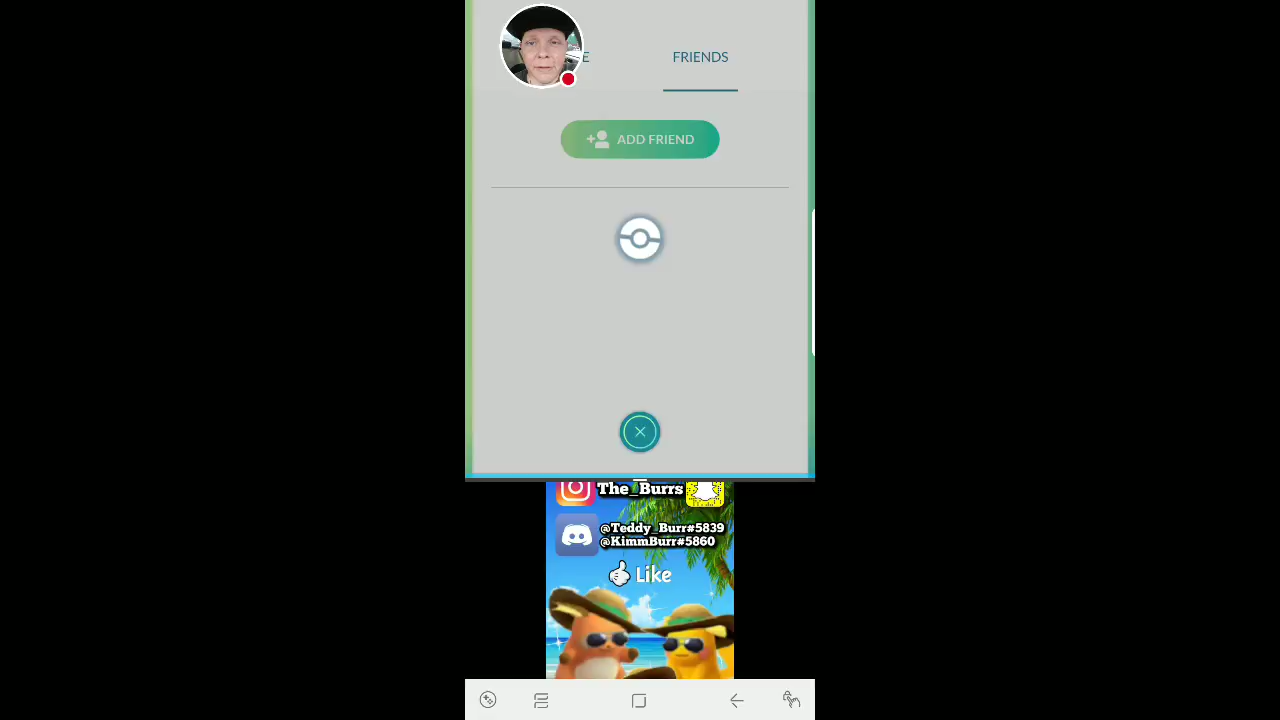 E
FRIENDS
ADD FRIEND
The_Burrs
@Teddy_Burr#5839
@KimmBurr#5860
Like